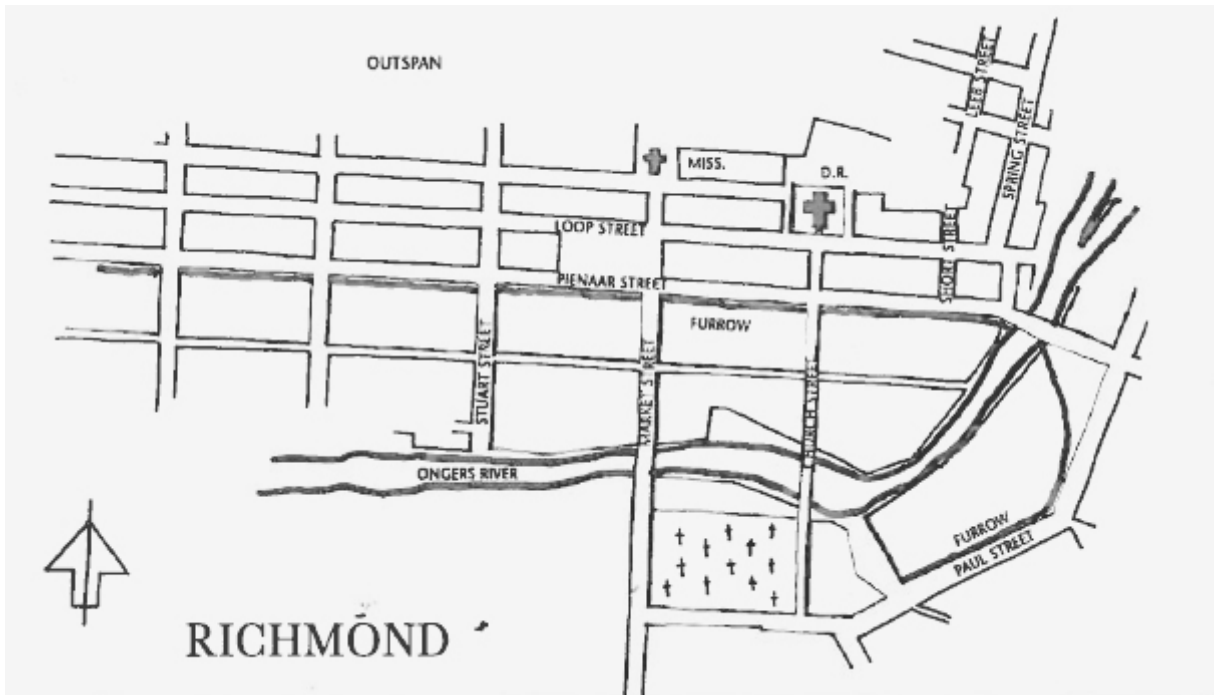 OUTSPAN
LEEB STREET
SPRING STREET
MISS.
D.R.
LOOP STREET
SHORT STREET
PIENAAR STREET
FURROW
STUART STREET
MARKET STREET
CHURCH STREET
ONGERS RIVER
FURROW
PAUL STREET
RICHMOND